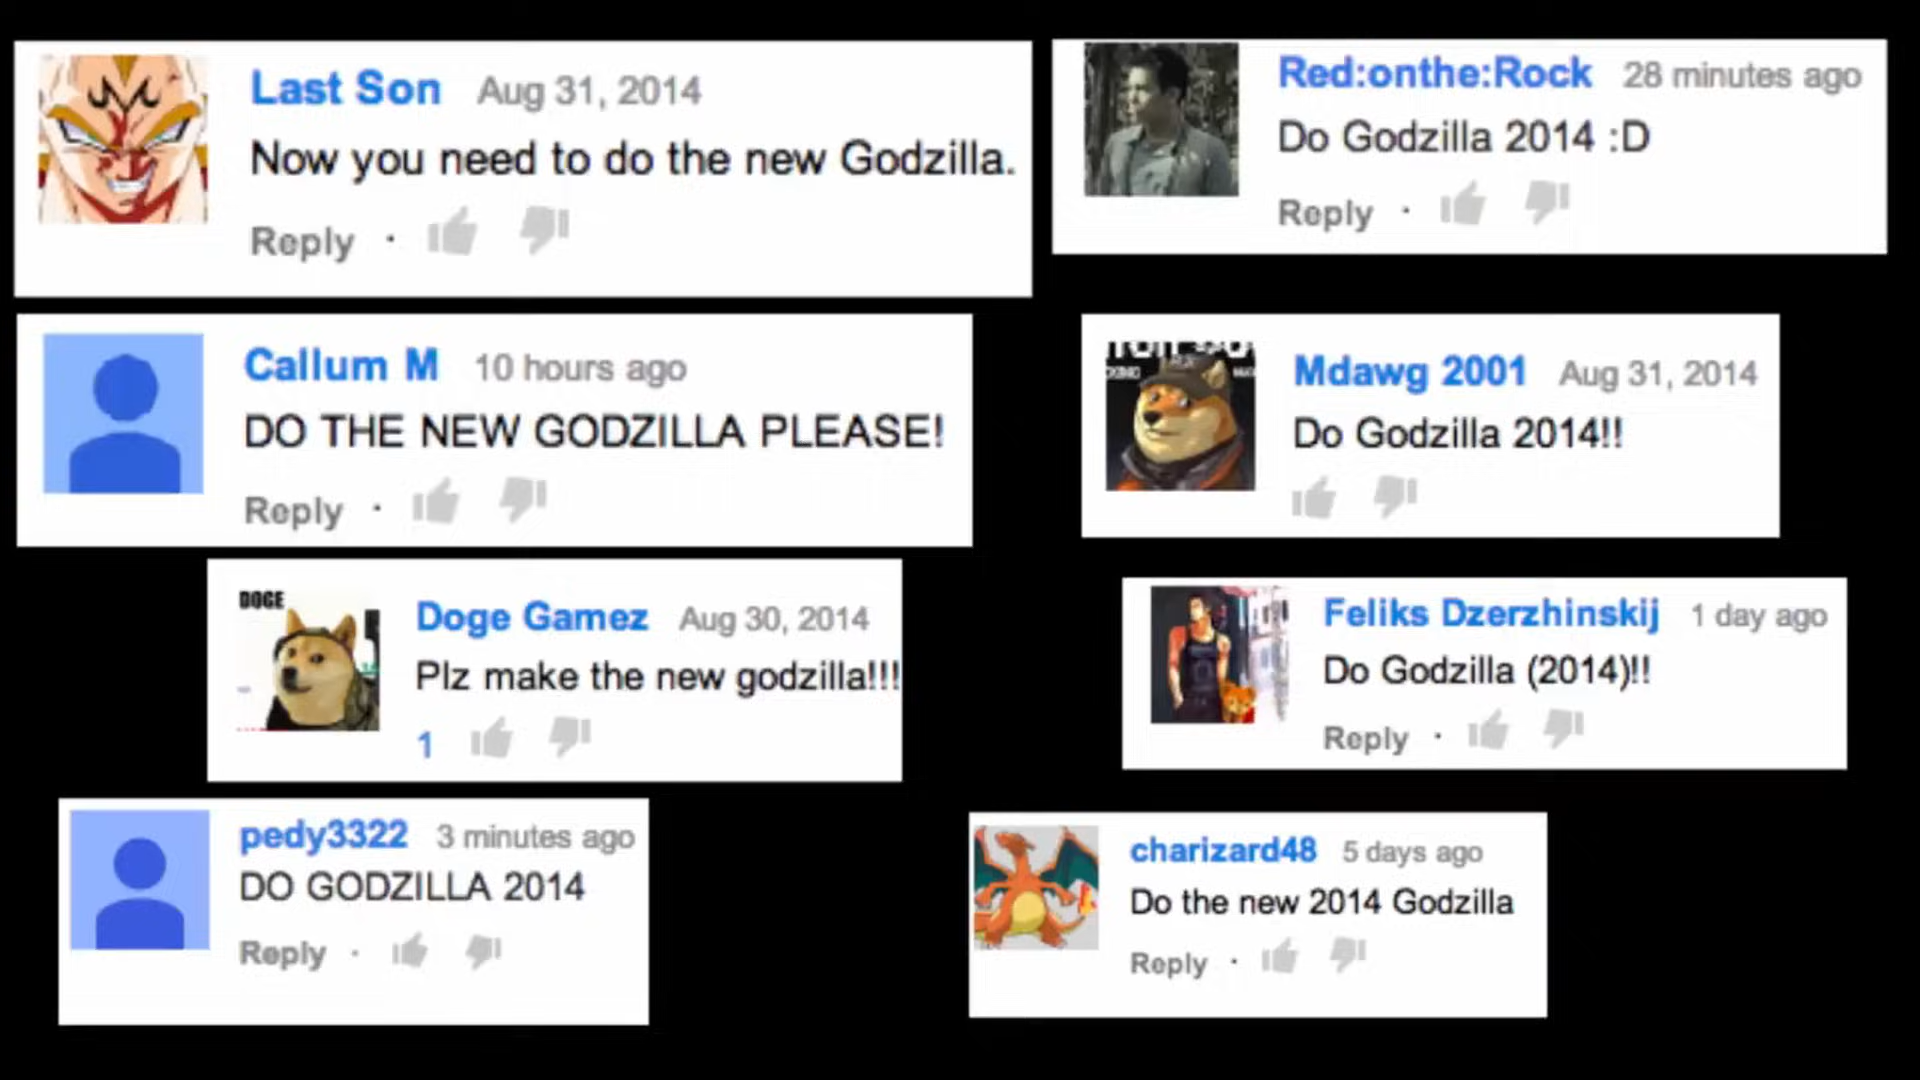 Last Son Aug 31, 2014
Now you need to do the new Godzilla.
Reply ·
Red:onthe:Rock 28 minutes ago
Do Godzilla 2014 :D
Reply ·
Callum M 10 hours ago
DO THE NEW GODZILLA PLEASE!
Reply ·
Mdawg 2001 Aug 31, 2014
Do Godzilla 2014!!
DOGE
Doge Gamez Aug 30, 2014
Plz make the new godzilla!!!
1
Feliks Dzerzhinskij 1 day ago
Do Godzilla (2014)!!
Reply ·
pedy3322 3 minutes ago
DO GODZILLA 2014
Reply ·
charizard48 5 days ago
Do the new 2014 Godzilla
Reply ·